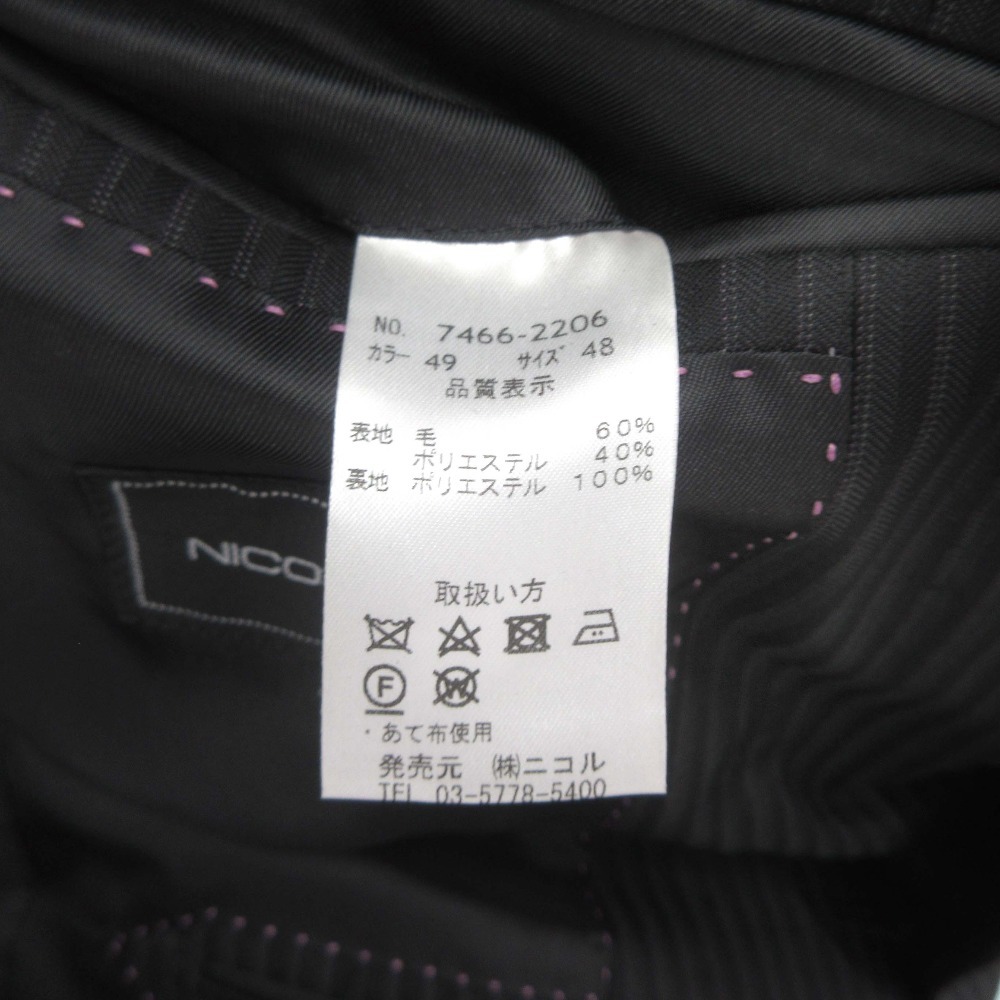 NO. 7466-2206
カラー 49 サイズ 48
品質表示
表地 毛 60%
ポリエステル 40%
裏地 ポリエステル 100%
NICO
取扱い方
F W
・あて布使用
発売元 (株)ニコル
TEL 03-5778-5400